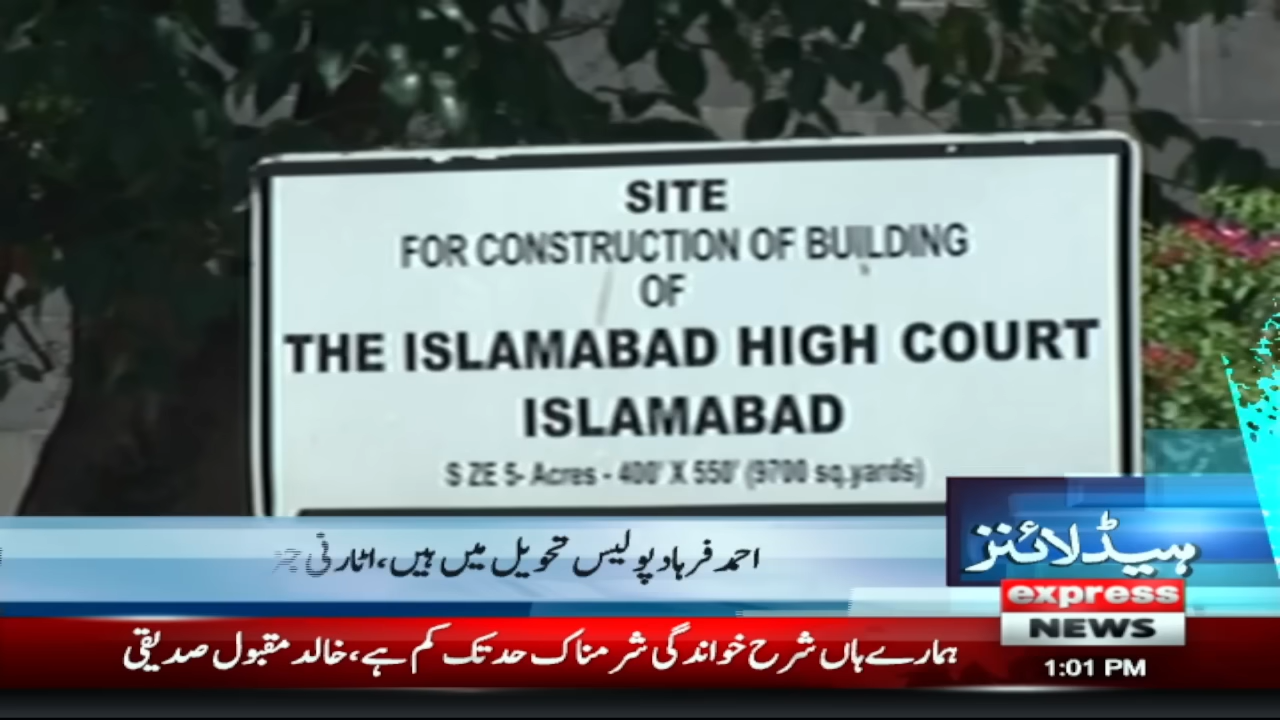 SITE
FOR CONSTRUCTION OF BUILDING
OF
THE ISLAMABAD HIGH COURT
ISLAMABAD
S ZE 5- Acres - 400' X 550' (9700 sq.yards)
ہیڈلائنز
احمد فرہاد پولیس تحویل میں ہیں، اٹارنی
express
NEWS
ہمارے ہاں شرح خواندگی شرمناک حد تک کم ہے، خالد مقبول صدیقی
1:01 PM